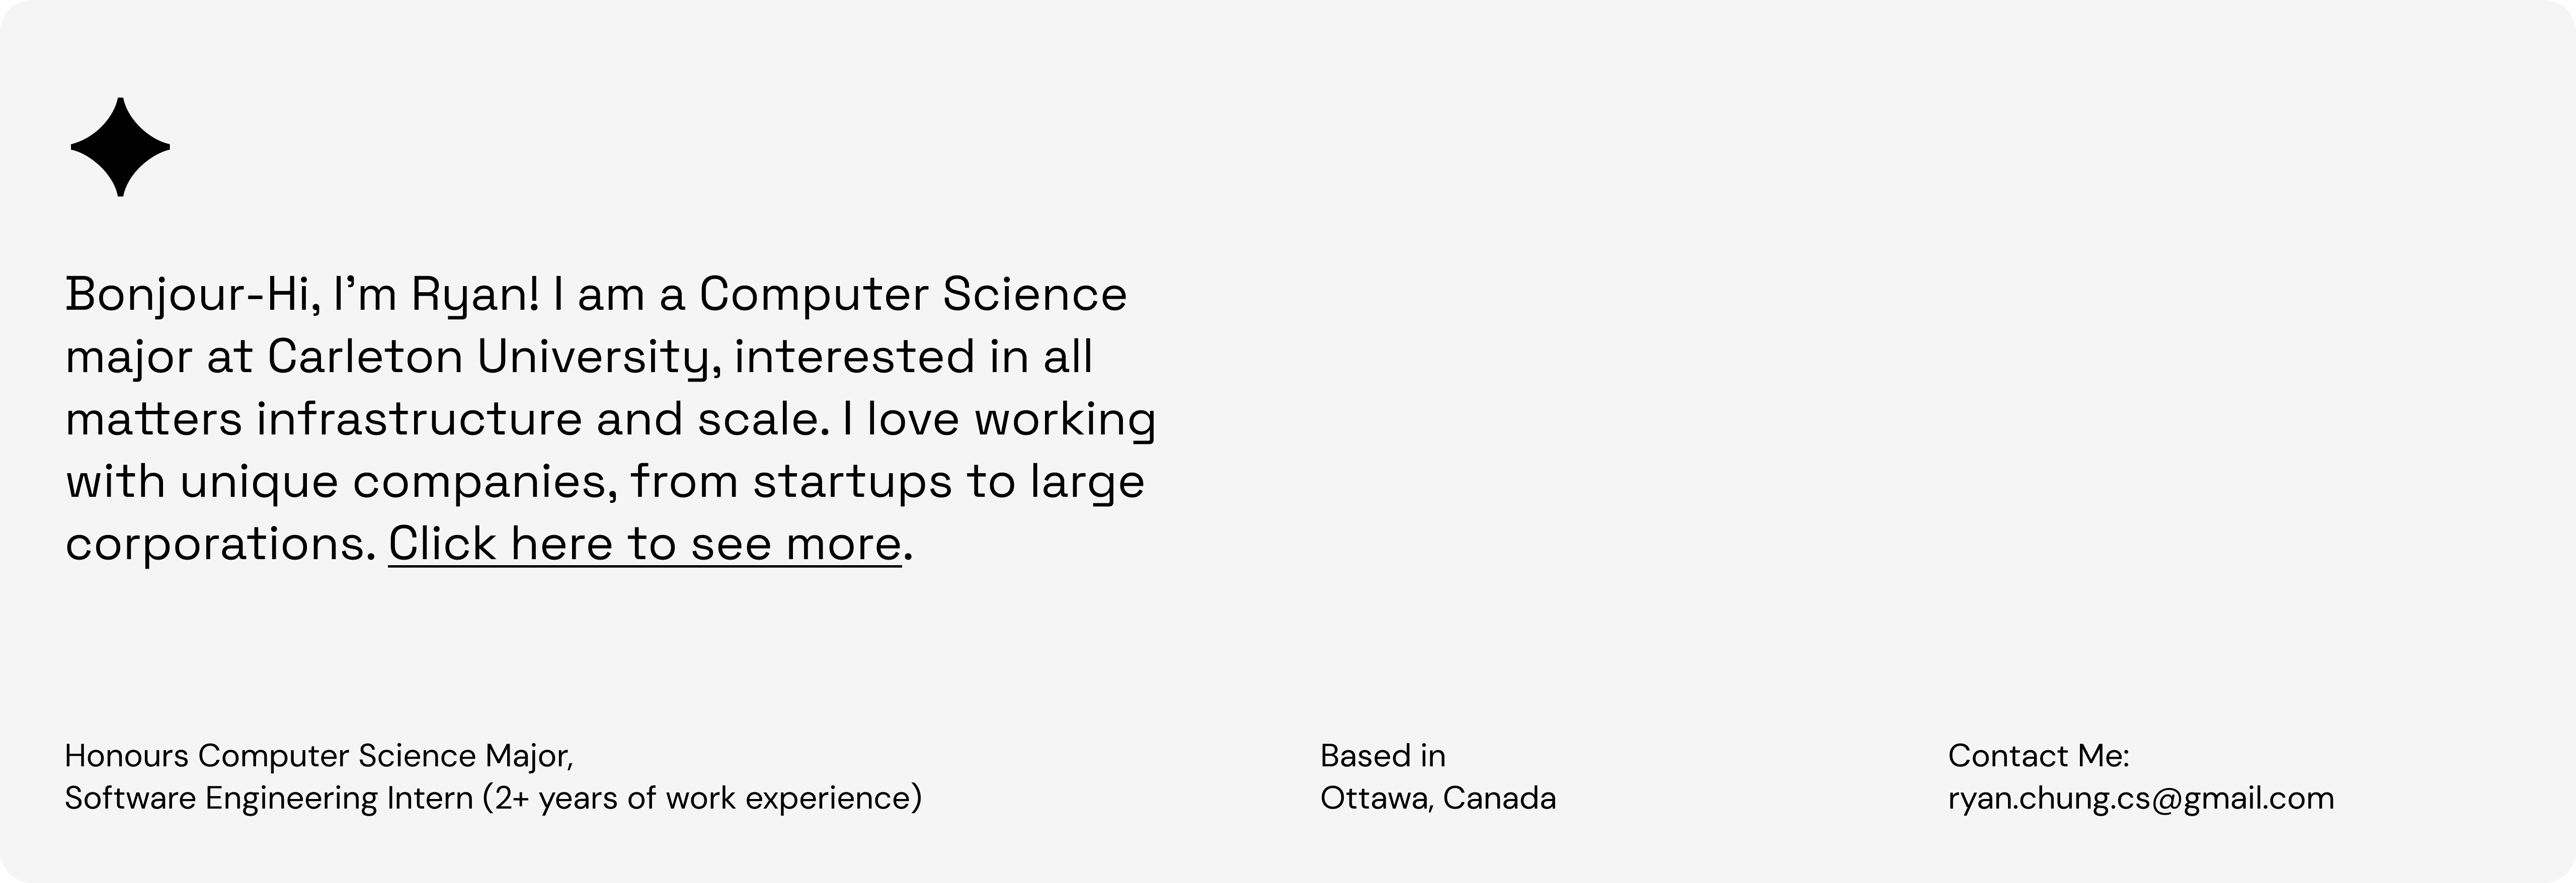 Bonjour-Hi, I’m Ryan! I am a Computer Science
major at Carleton University, interested in all
matters infrastructure and scale. I love working
with unique companies, from startups to large
corporations. Click here to see more.
Honours Computer Science Major,
Software Engineering Intern (2+ years of work experience)
Based in
Ottawa, Canada
Contact Me:
ryan.chung.cs@gmail.com